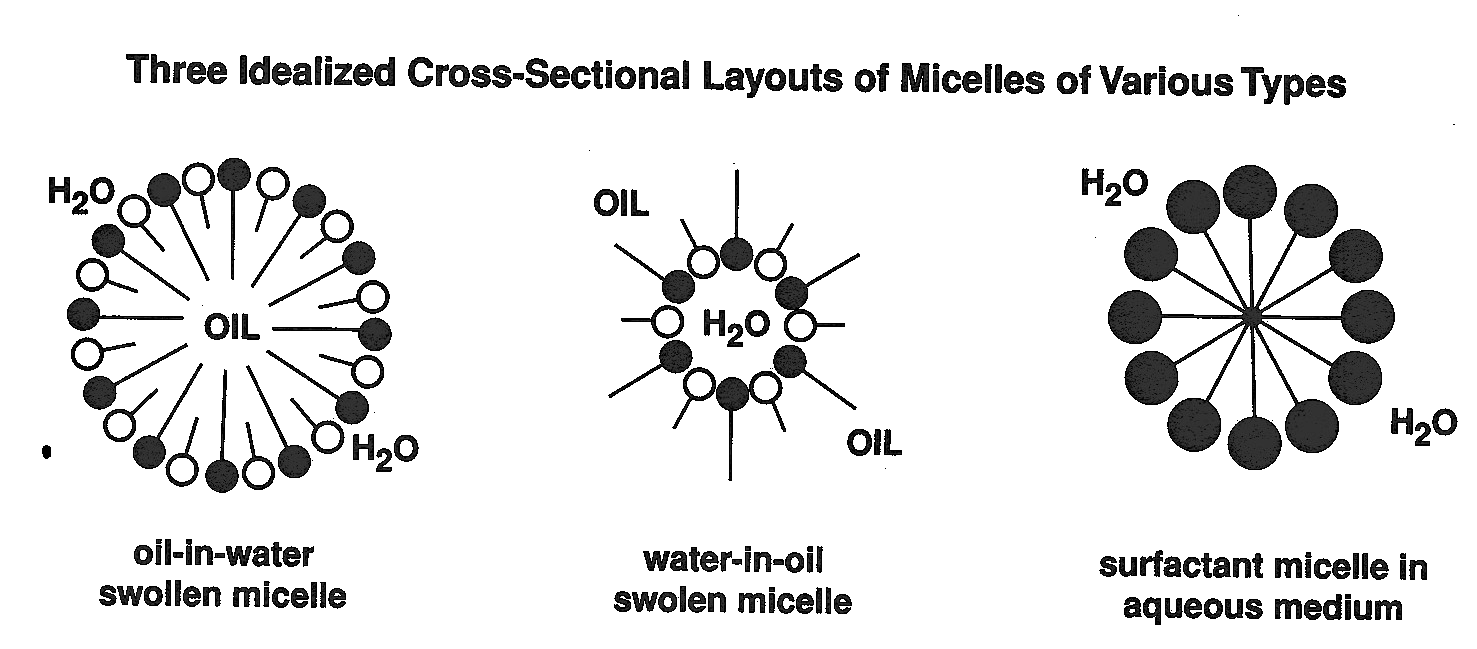 Three Idealized Cross-Sectional Layouts of Micelles of Various Types
H₂O
OIL
H₂O
oil-in-water
swollen micelle
OIL
H₂O
OIL
water-in-oil
swolen micelle
H₂O
H₂O
surfactant micelle in
aqueous medium